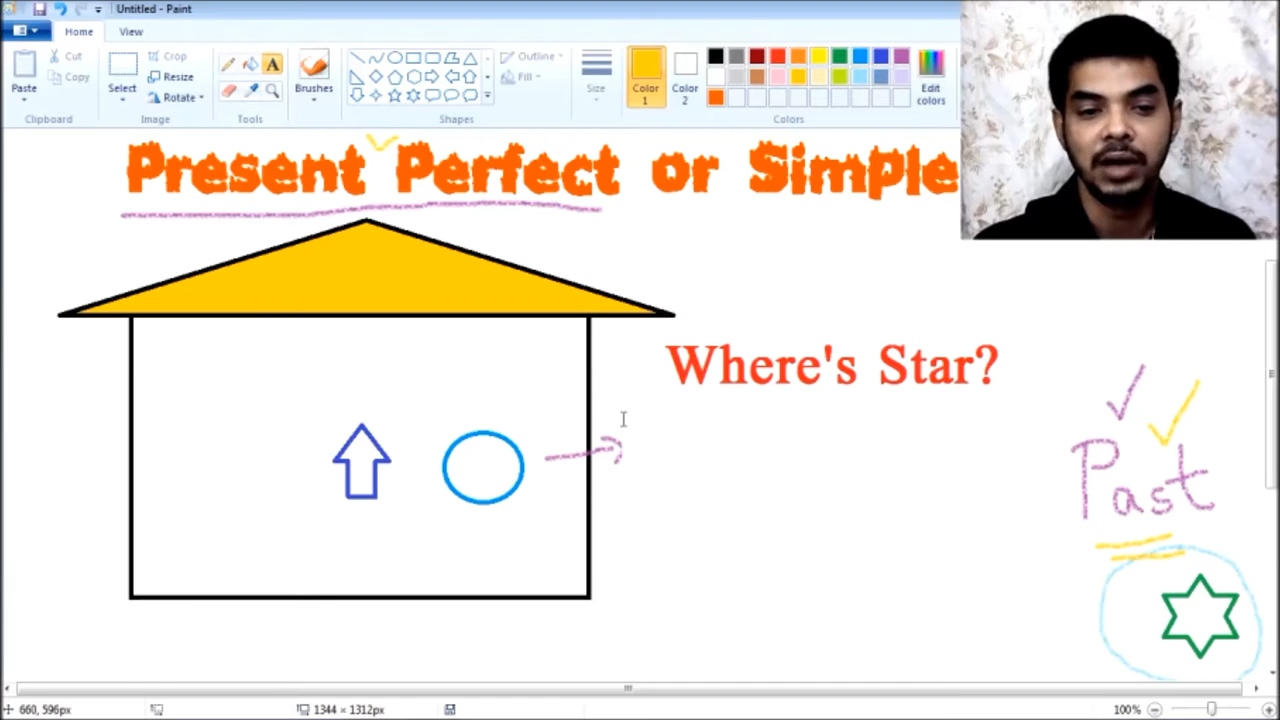 Untitled - Paint
Home View
Paste
Cut
Copy
Clipboard
Select
Crop
Resize
Rotate
Image
A
Tools
Brushes
Shapes
Outline
Fill
Size
Color 1
Color 2
Edit colors
Colors
Present Perfect or Simple
Where's Star?
Past
660, 596px
1344 × 1312px
100%